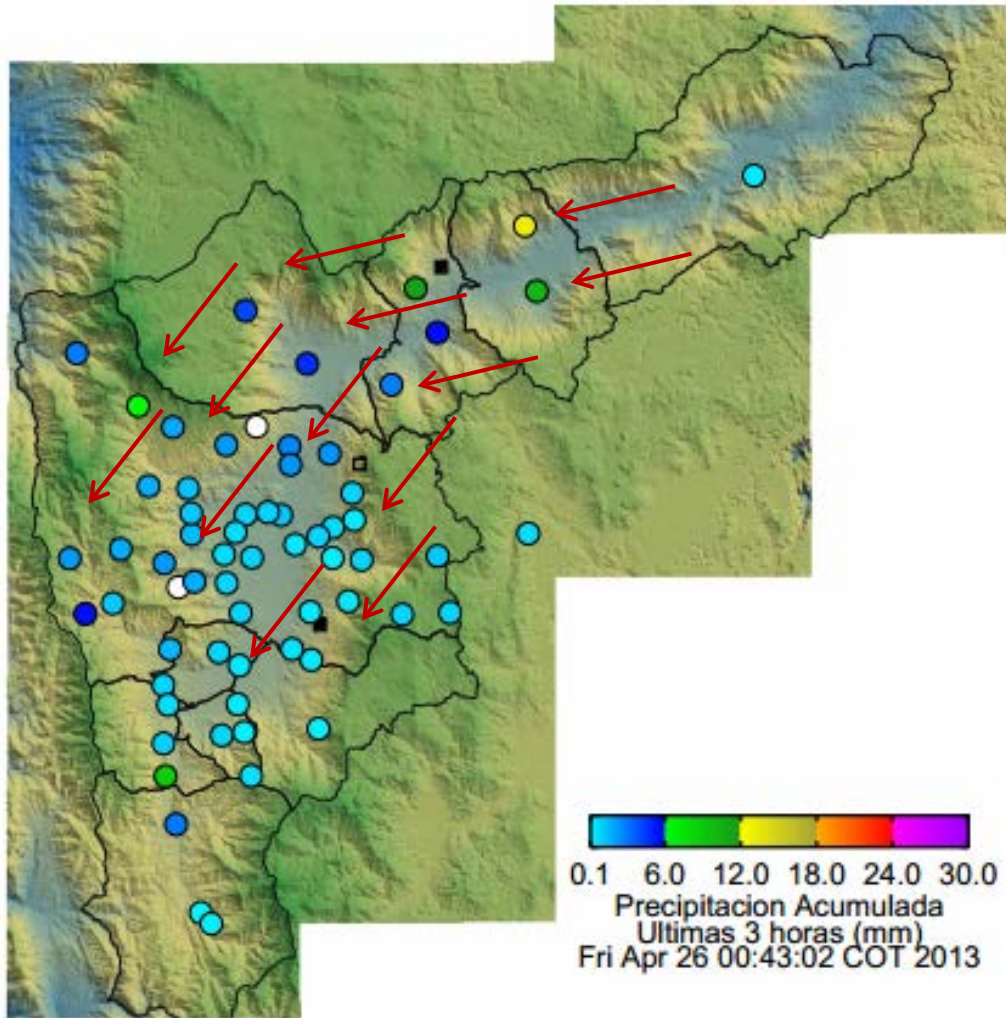 0.1 6.0 12.0 18.0 24.0 30.0
Precipitacion Acumulada
Ultimas 3 horas (mm)
Fri Apr 26 00:43:02 COT 2013